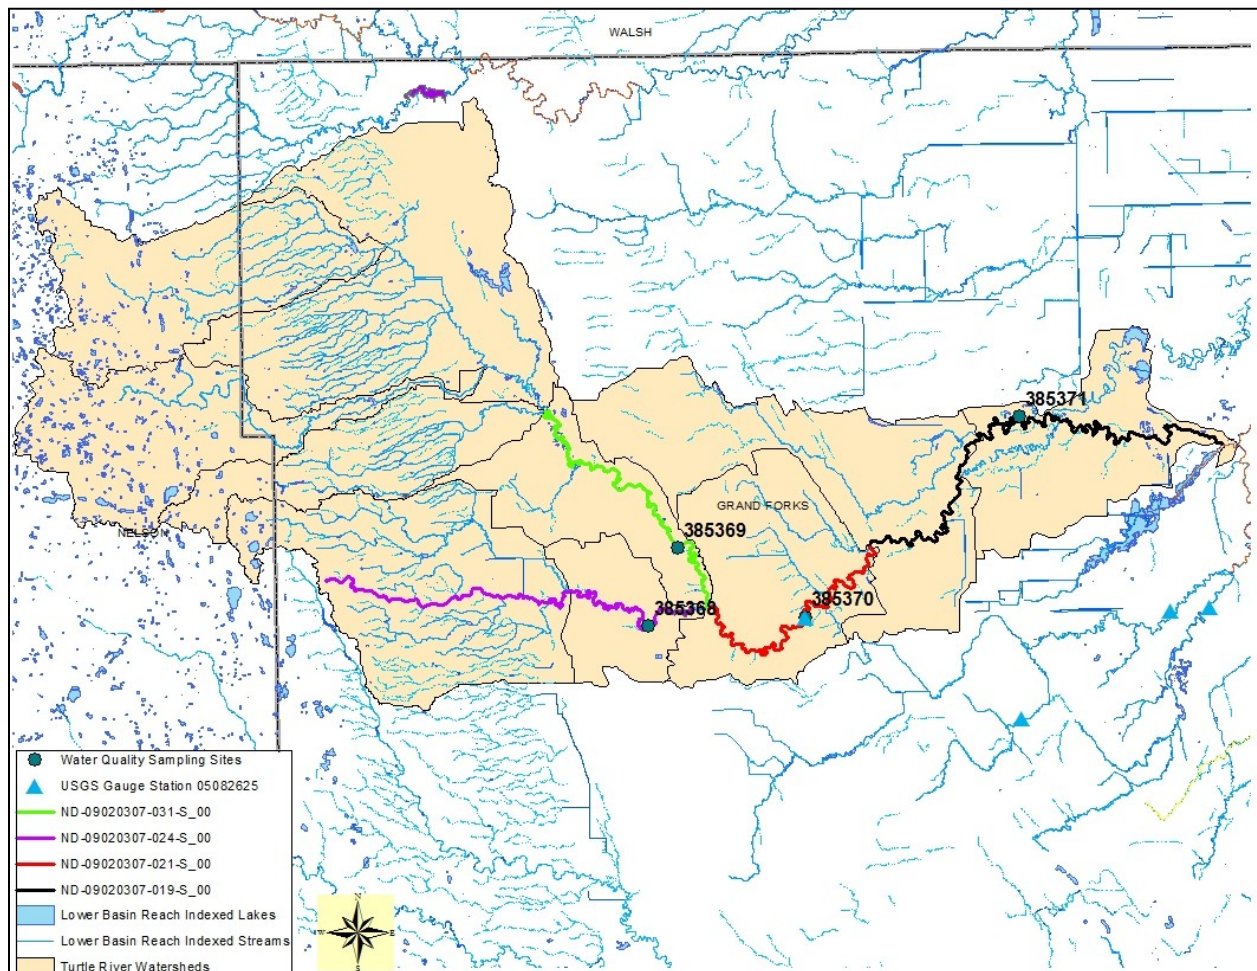 WALSH
385371
GRAND FORKS
NELSON
385369
385370
385368
Water Quality Sampling Sites
USGS Gauge Station 05082625
ND-09020307-031-S_00
ND-09020307-024-S_00
ND-09020307-021-S_00
ND-09020307-019-S_00
Lower Basin Reach Indexed Lakes
Lower Basin Reach Indexed Streams
Turtle River Watersheds
N
W
E
S